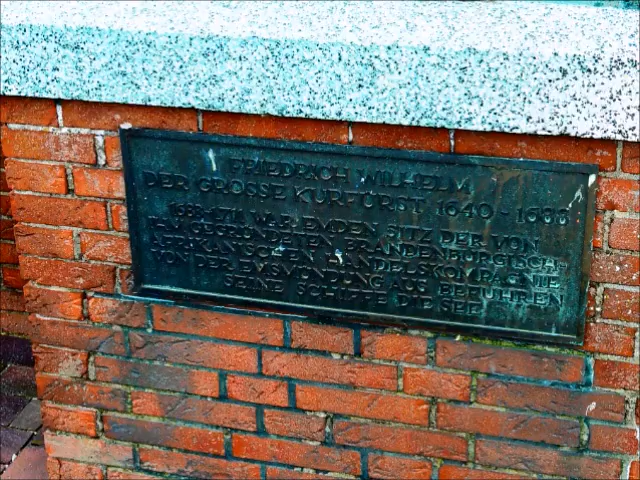 FRIEDRICH WILHELM
DER GROSSE KURFÜRST 1640-1688
1683-1711 WAR EMDEN SITZ DER VON
IHM GEGRÜNDETEN BRANDENBURGISCH-
AFRIKANISCHEN HANDELSKOMPAGNIE
VON DER EMSMÜNDUNG AUS BEFUHREN
SEINE SCHIFFE DIE SEE